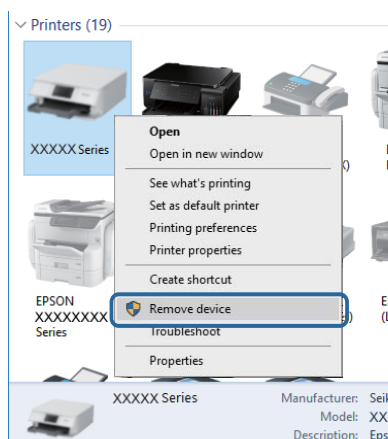 Printers (19)
XXXXX Series
Open
Open in new window
See what's printing
Set as default printer
Printing preferences
Printer properties
Create shortcut
Remove device
Troubleshoot
Properties
EPSON
XXXXXXXX
Series
XXXXX Series
Manufacturer:
Model: XX
Description: